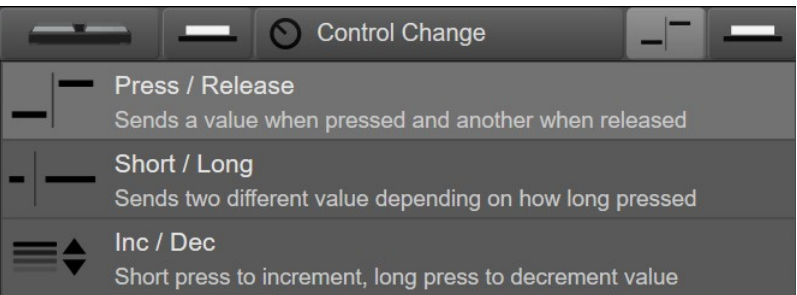 Control Change
Press / Release
Sends a value when pressed and another when released
Short / Long
Sends two different value depending on how long pressed
Inc / Dec
Short press to increment, long press to decrement value